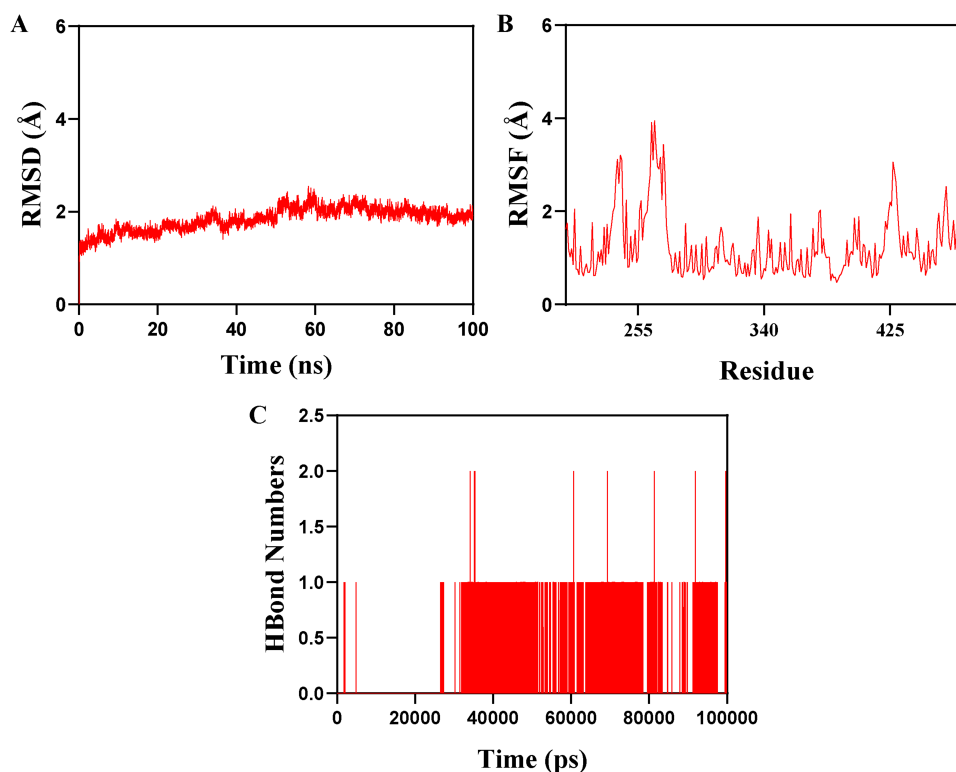 A
RMSD (Å)
6
4
2
0
0 20 40 60 80 100
Time (ns)
B
RMSF (Å)
6
4
2
0
255 340 425
Residue
C
HBond Numbers
2.5
2.0
1.5
1.0
0.5
0.0
0 20000 40000 60000 80000 100000
Time (ps)